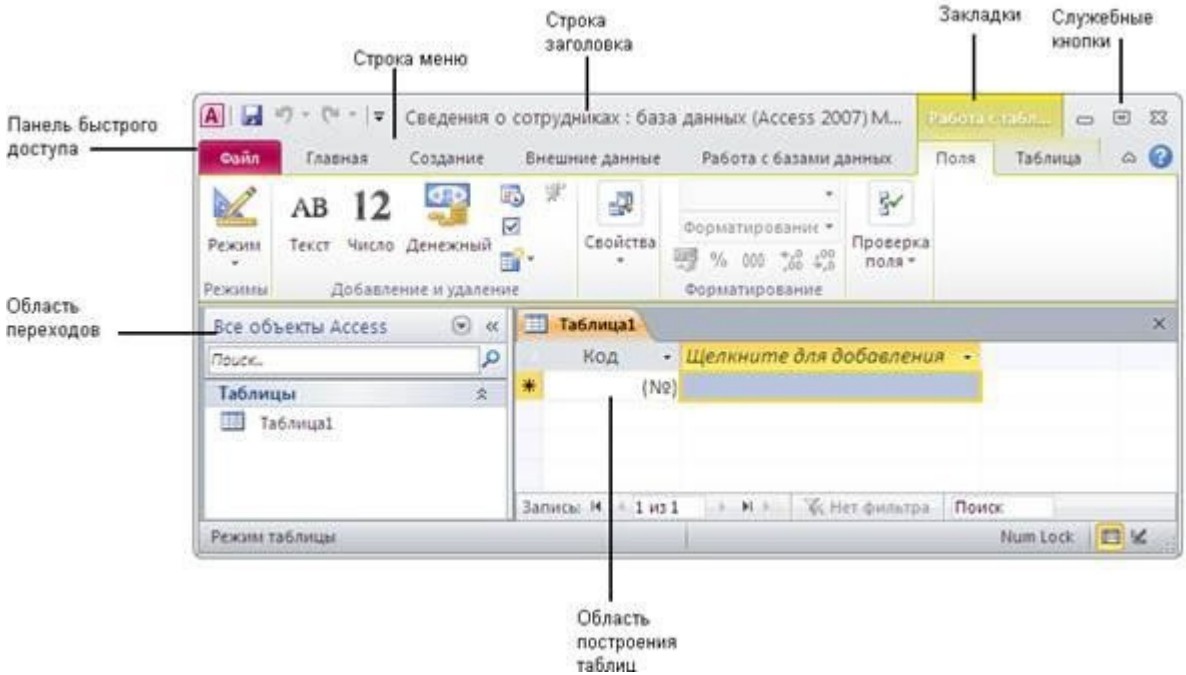 Строка
заголовка
Закладки
Служебные
кнопки
Строка меню
Панель быстрого
доступа
Сведения о сотрудниках : база данных (Access 2007) M...
Работа с табл...
Файл Главная Создание Внешние данные Работа с базами данных Поля Таблица
AB 12
Режим Текст Число Денежный Свойства Форматирование Проверка
поля
% 000
Режимы Добавление и удаление Форматирование
Область
переходов
Все объекты Access
Поиск...
Таблицы
Таблица1
Таблица1
Код Щелкните для добавления
(№)
Запись: 1 из 1 Нет фильтра Поиск
Режим таблицы Num Lock
Область
построения
таблиц